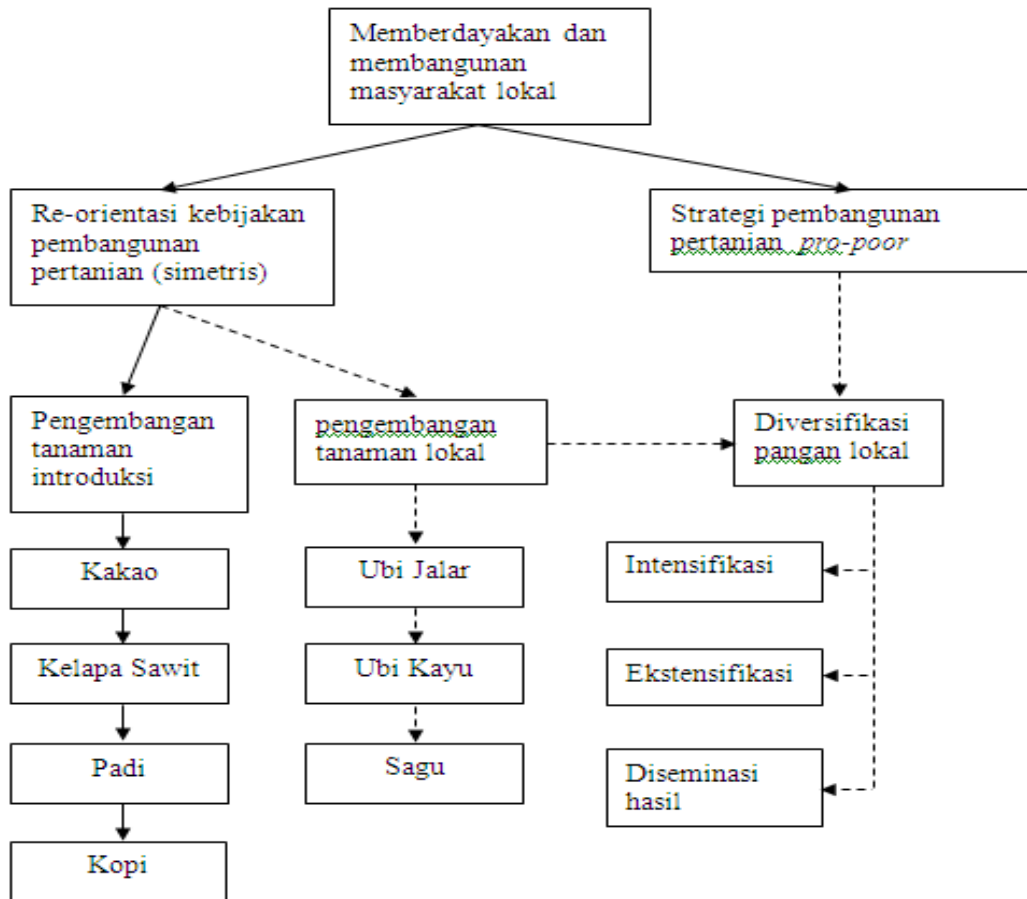 Memberdayakan dan
membangunan
masyarakat lokal
Re-orientasi kebijakan
pembangunan
pertanian (simetris)
Strategi pembangunan
pertanian pro-poor
Pengembangan
tanaman
introduksi
pengembangan
tanaman lokal
Diversifikasi
pangan lokal
Kakao
Ubi Jalar
Intensifikasi
Kelapa Sawit
Ubi Kayu
Ekstensifikasi
Padi
Sagu
Diseminasi
hasil
Kopi